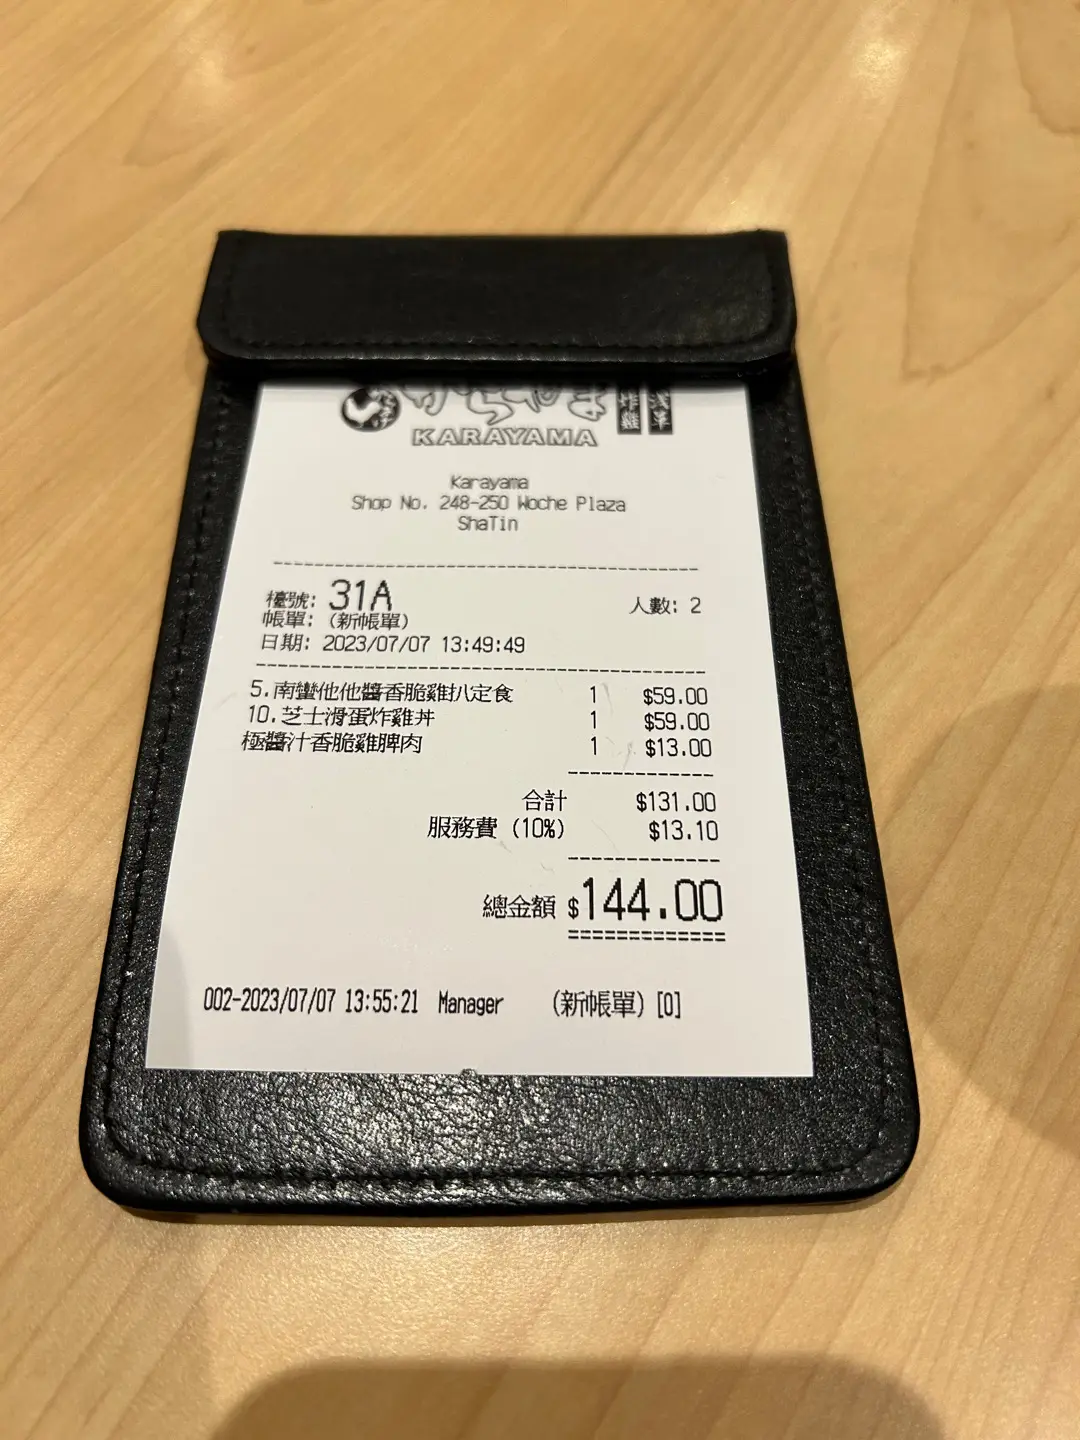 からやま 炸雞 浅草
KARAYAMA
Karayama
Shop No. 248-250 Woche Plaza
ShaTin
檯號: 31A 人數: 2
帳單: (新帳單)
日期: 2023/07/07 13:49:49
5.南蠻他他醬香脆雞扒定食 1 $59.00
10.芝士滑蛋炸雞丼 1 $59.00
極醬汁香脆雞髀肉 1 $13.00
合計 $131.00
服務費 (10%) $13.10
總金額 $144.00
002-2023/07/07 13:55:21 Manager (新帳單) [0]